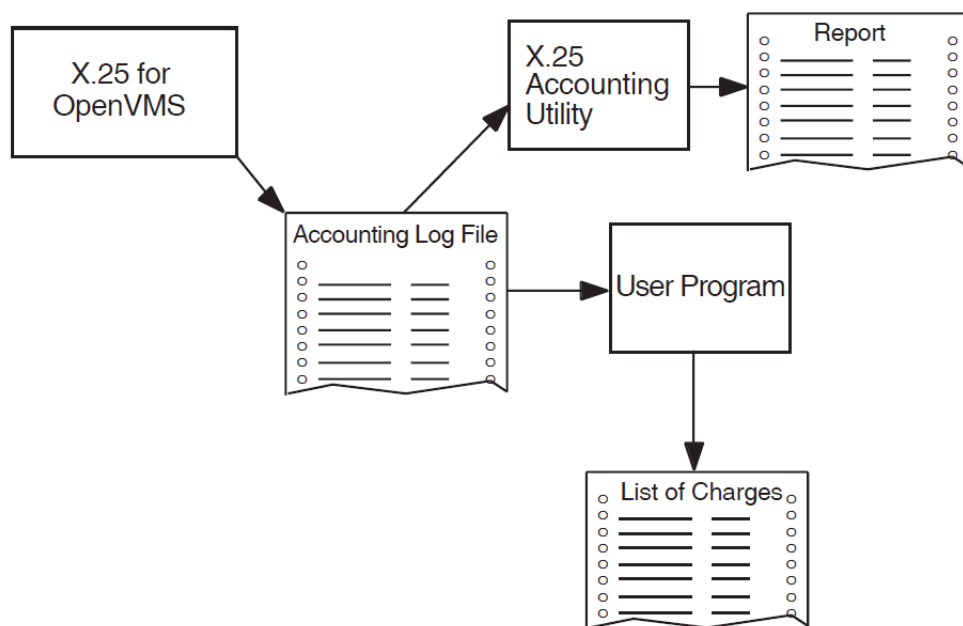 X.25 for
OpenVMS
X.25
Accounting
Utility
Report
Accounting Log File
User Program
List of Charges